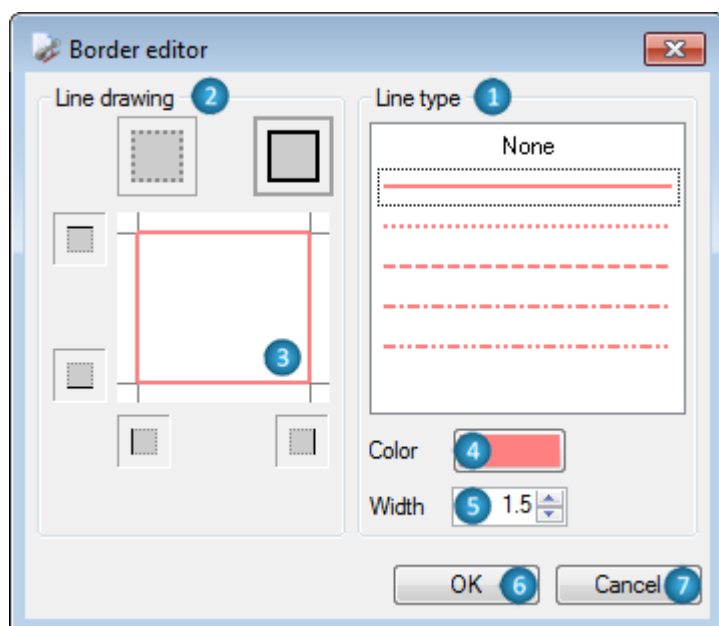 Border editor
Line drawing 2
Line type 1
None
3
Color 4
Width 5 1.5
OK 6
Cancel 7